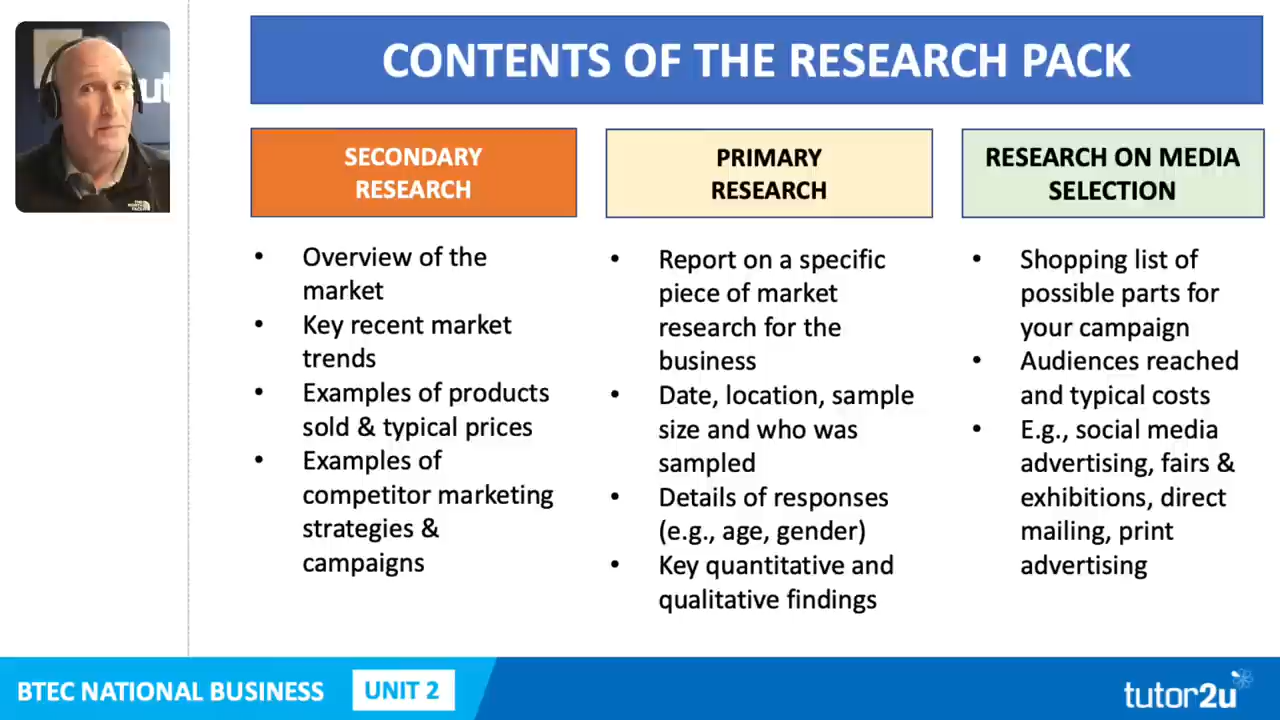 CONTENTS OF THE RESEARCH PACK
SECONDARY
RESEARCH
• Overview of the
market
• Key recent market
trends
• Examples of products
sold & typical prices
• Examples of
competitor marketing
strategies &
campaigns
PRIMARY
RESEARCH
• Report on a specific
piece of market
research for the
business
• Date, location, sample
size and who was
sampled
• Details of responses
(e.g., age, gender)
• Key quantitative and
qualitative findings
RESEARCH ON MEDIA
SELECTION
• Shopping list of
possible parts for
your campaign
• Audiences reached
and typical costs
• E.g., social media
advertising, fairs &
exhibitions, direct
mailing, print
advertising
BTEC NATIONAL BUSINESS
UNIT 2
tutor2u